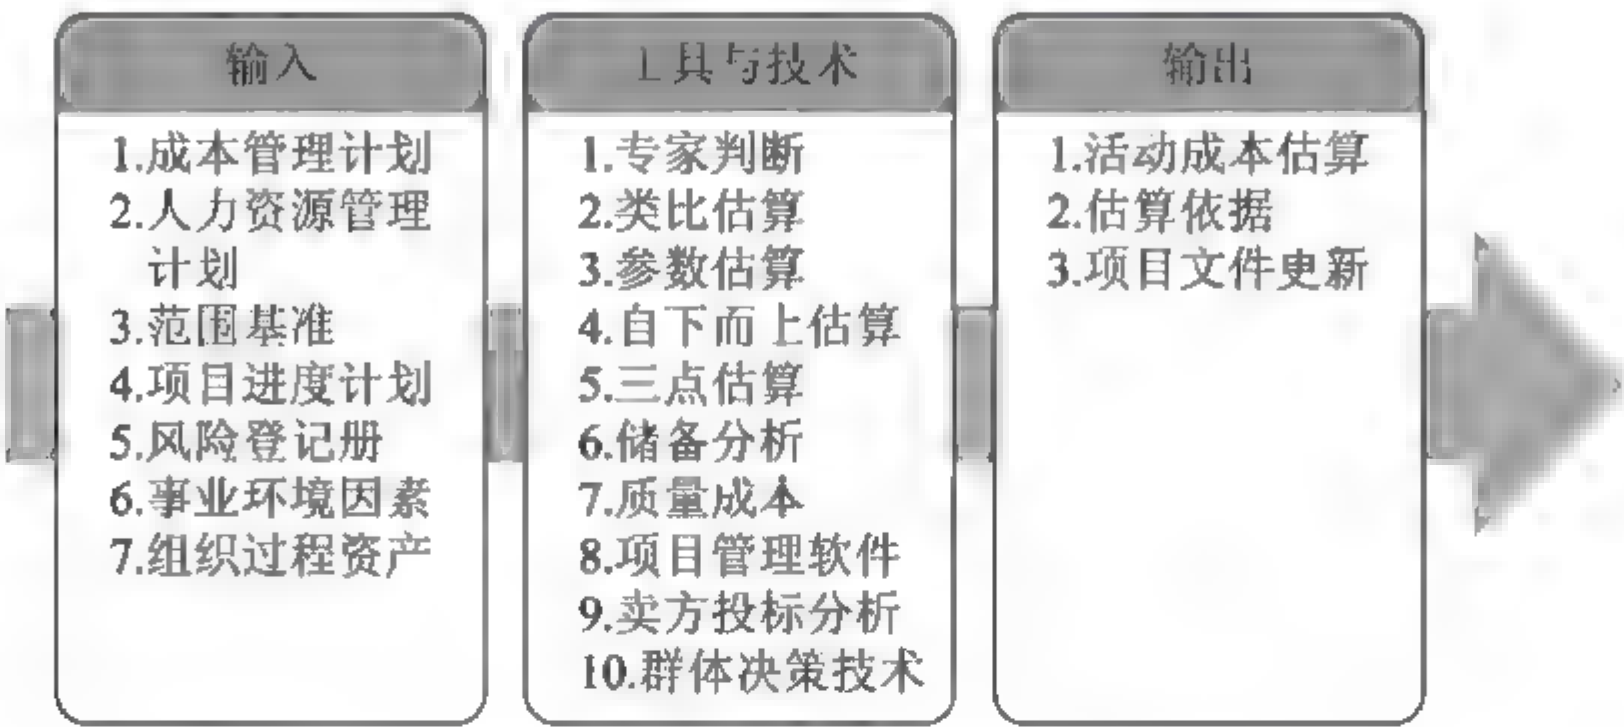 输入
1.成本管理计划
2.人力资源管理
计划
3.范围基准
4.项目进度计划
5.风险登记册
6.事业环境因素
7.组织过程资产
工具与技术
1.专家判断
2.类比估算
3.参数估算
4.自下而上估算
5.三点估算
6.储备分析
7.质量成本
8.项目管理软件
9.卖方投标分析
10.群体决策技术
输出
1.活动成本估算
2.估算依据
3.项目文件更新